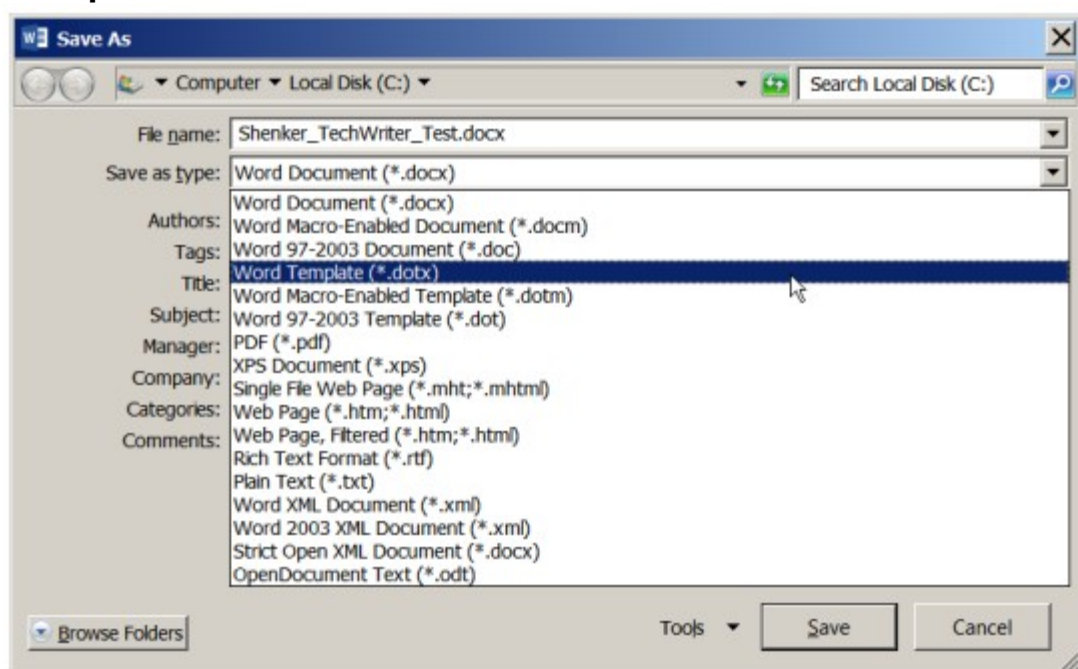 W Save As
Computer Local Disk (C:) Search Local Disk (C:)
File name: Shenker_TechWriter_Test.docx
Save as type: Word Document (*.docx)
Word Document (*.docx)
Authors: Word Macro-Enabled Document (*.docm)
Tags: Word 97-2003 Document (*.doc)
Title: Word Template (*.dotx)
Word Macro-Enabled Template (*.dotm)
Subject: Word 97-2003 Template (*.dot)
Manager: PDF (*.pdf)
XPS Document (*.xps)
Company: Single File Web Page (*.mht;*.mhtml)
Categories: Web Page (*.htm;*.html)
Comments: Web Page, Filtered (*.htm;*.html)
Rich Text Format (*.rtf)
Plain Text (*.txt)
Word XML Document (*.xml)
Word 2003 XML Document (*.xml)
Strict Open XML Document (*.docx)
OpenDocument Text (*.odt)
Browse Folders Tools Save Cancel